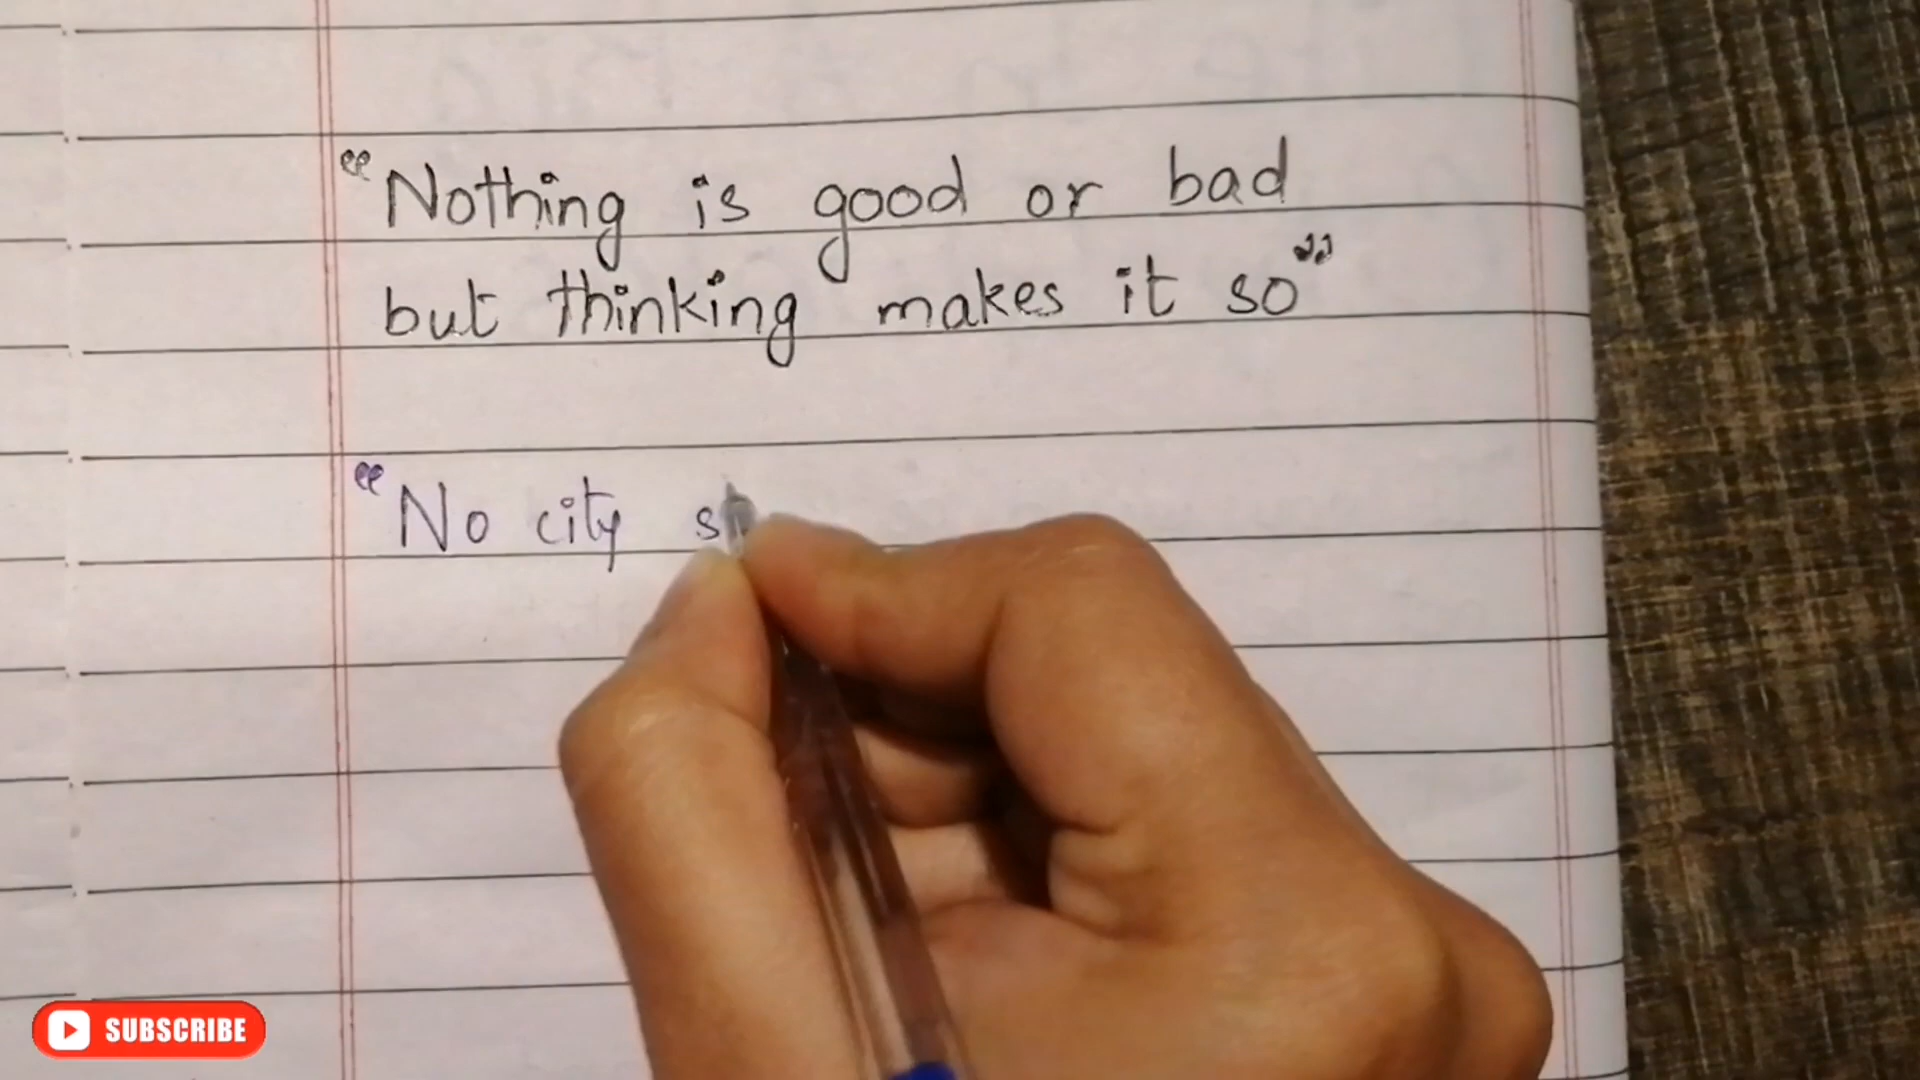 “Nothing is good or bad
but thinking makes it so”
“No city s
SUBSCRIBE